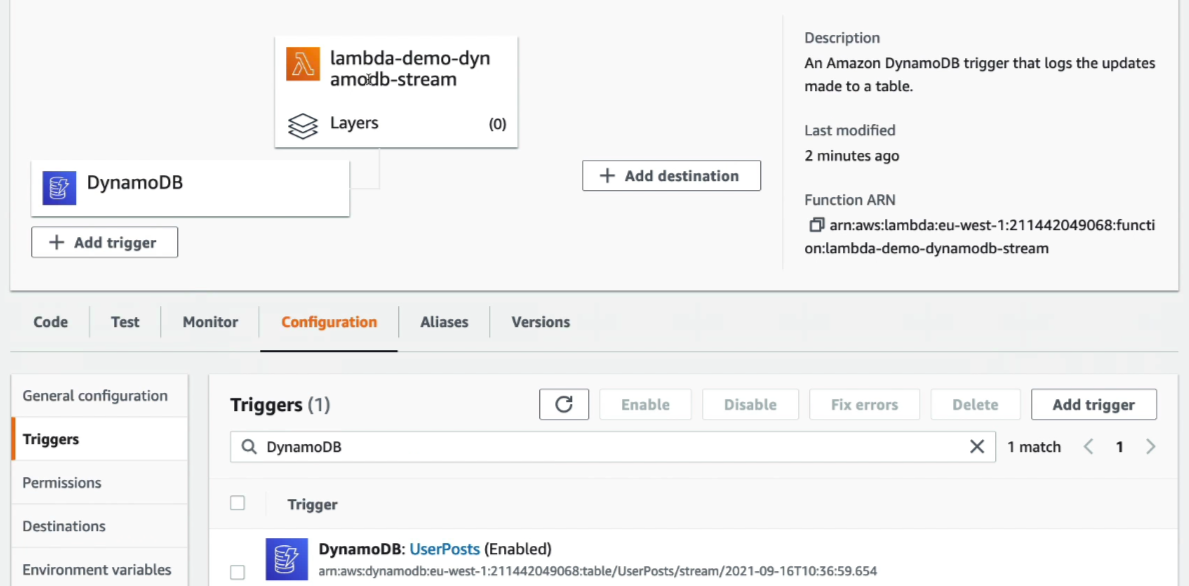 lambda-demo-dyn
amodb-stream
Layers (0)
DynamoDB
Add trigger
Add destination
Description
An Amazon DynamoDB trigger that logs the updates
made to a table.
Last modified
2 minutes ago
Function ARN
arn:aws:lambda:eu-west-1:211442049068:functi
on:lambda-demo-dynamodb-stream
Code Test Monitor Configuration Aliases Versions
General configuration
Triggers
Permissions
Destinations
Environment variables
Triggers (1) Enable Disable Fix errors Delete Add trigger
DynamoDB 1 match 1
Trigger
DynamoDB: UserPosts (Enabled)
arn:aws:dynamodb:eu-west-1:211442049068:table/UserPosts/stream/2021-09-16T10:36:59.654